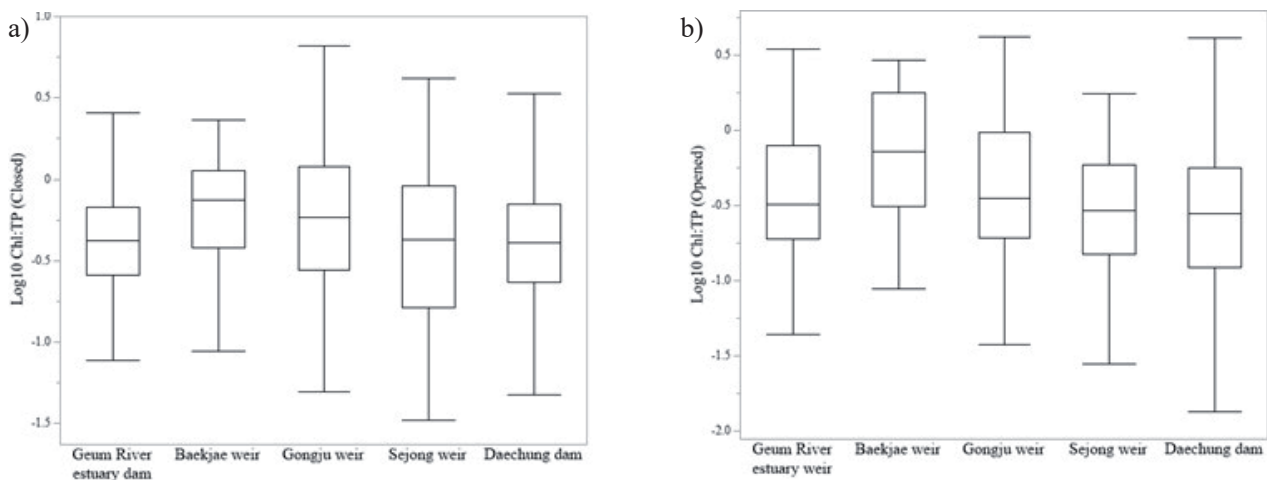 a)
Log10 Chl:TP (Closed)
1.0
0.5
0
-0.5
-1.0
-1.5
Geum River
estuary dam
Baekjae weir
Gongju weir
Sejong weir
Daechung dam
b)
Log10 Chl:TP (Opened)
0.5
0
-0.5
-1.0
-1.5
-2.0
Geum River
estuary weir
Baekjae weir
Gongju weir
Sejong weir
Daechung dam